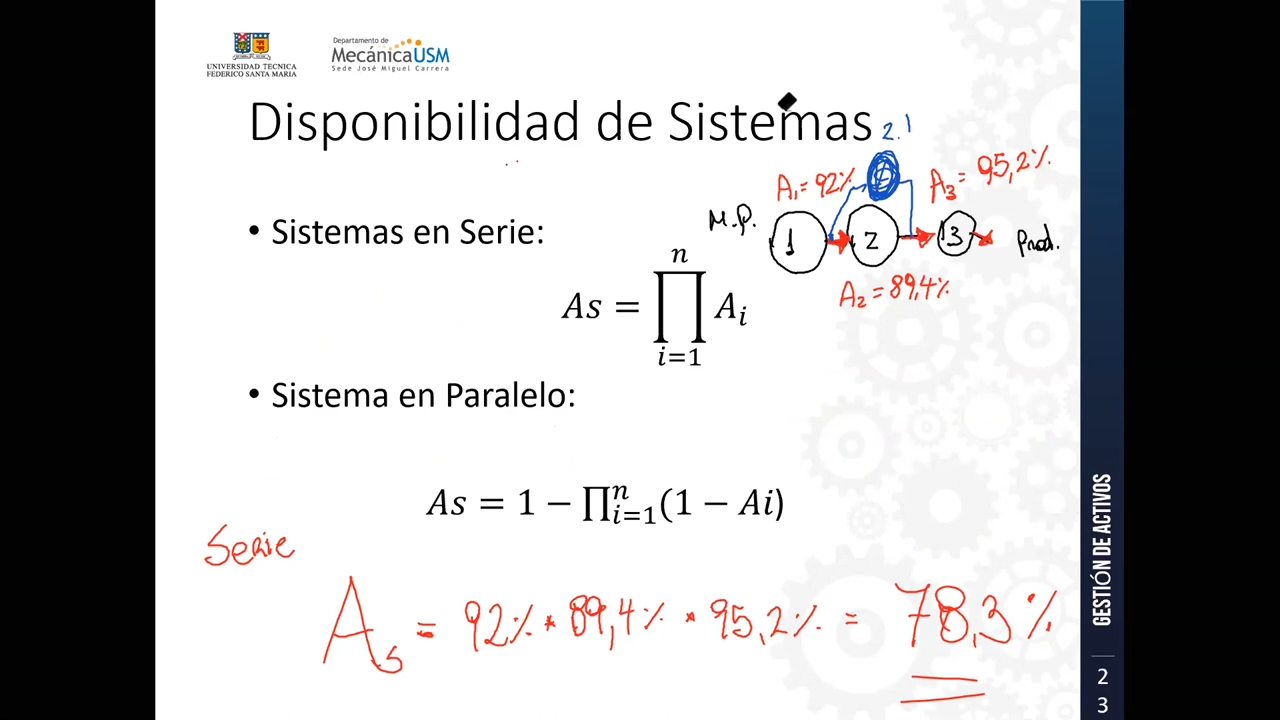 UNIVERSIDAD TECNICA
FEDERICO SANTA MARIA
Departamento de
MecánicaUSM
Sede José Miguel Carrera
Disponibilidad de Sistemas
2.1
A₁=92%
A₃=95,2%
• Sistemas en Serie:
M.P.
1
2
3
Prod.
A₂=89,4%
As = ∏ⁿᵢ₌₁ Aᵢ
• Sistema en Paralelo:
As = 1 − ∏ⁿᵢ₌₁(1 − Ai)
Serie
Aₛ = 92% * 89,4% * 95,2% = 78,3%
GESTIÓN DE ACTIVOS
2
3